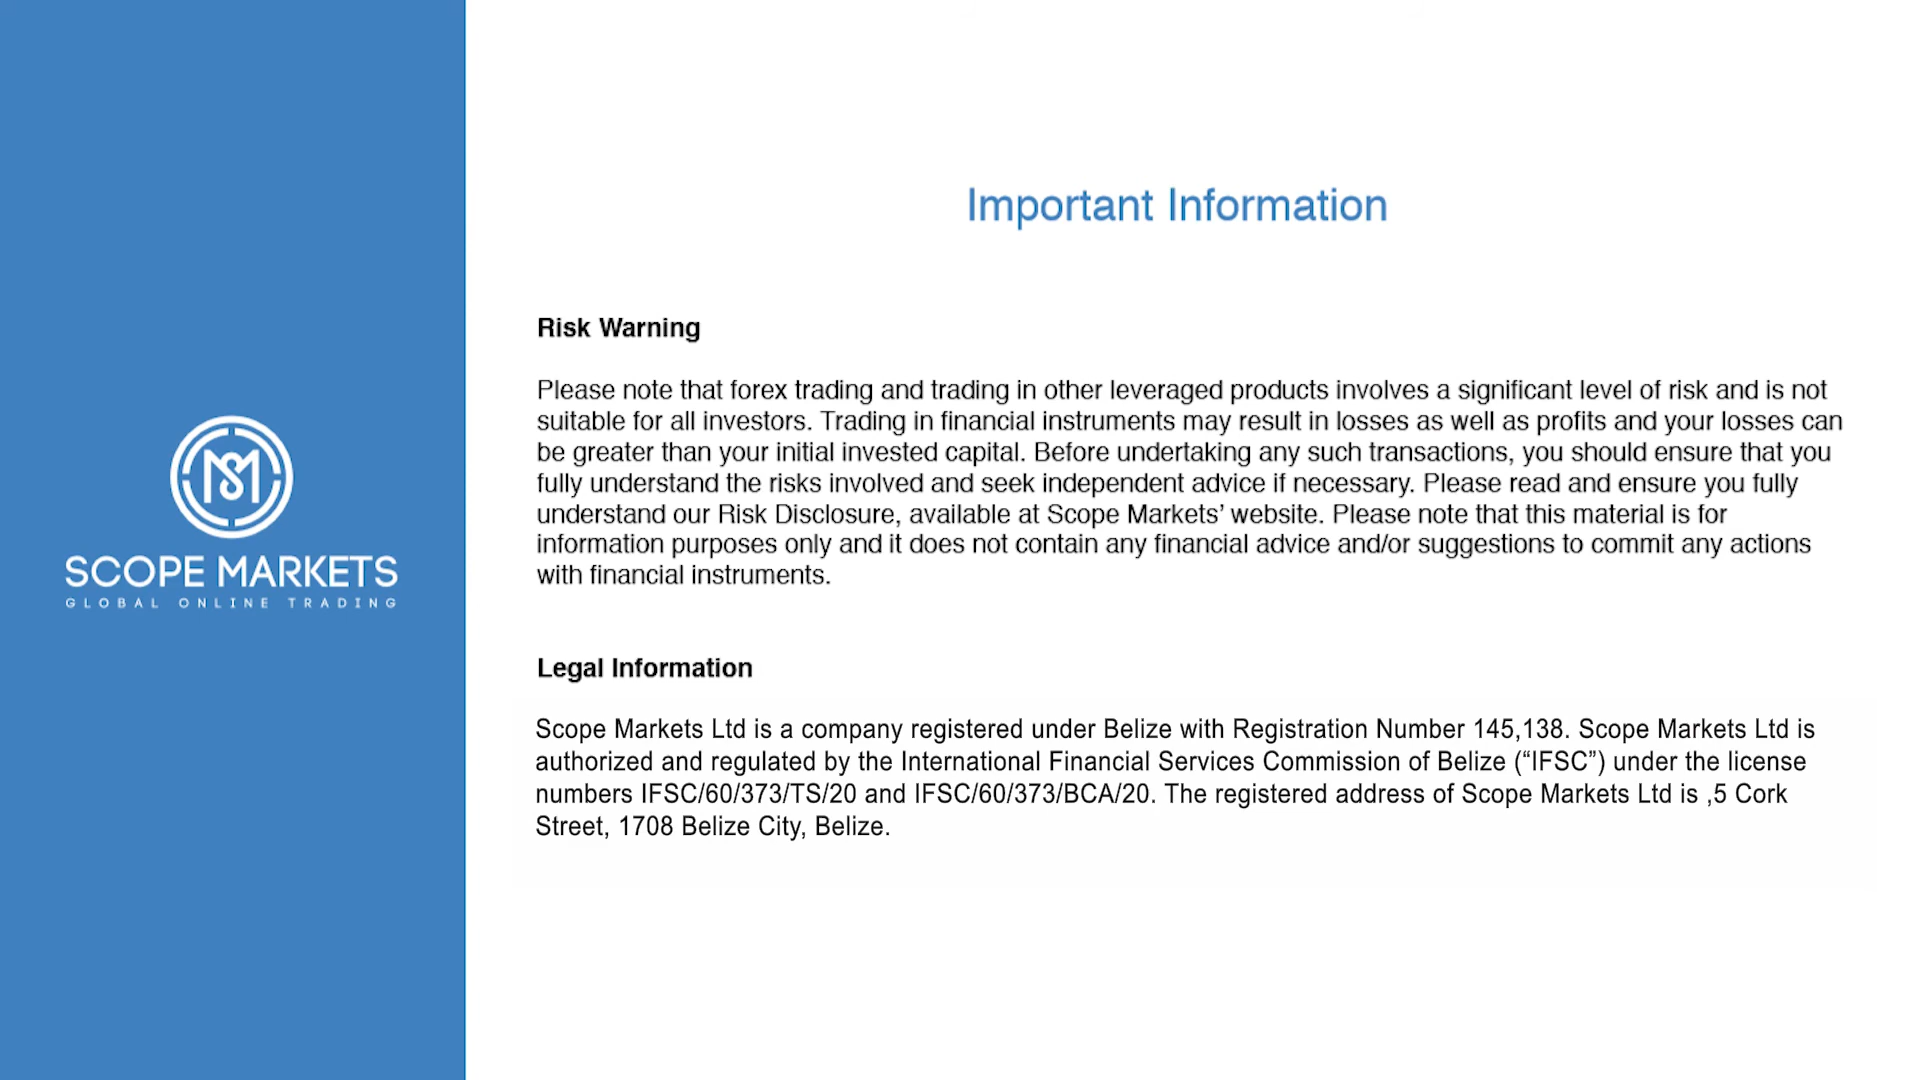 SCOPE MARKETS
GLOBAL ONLINE TRADING
Important Information
Risk Warning
Please note that forex trading and trading in other leveraged products involves a significant level of risk and is not
suitable for all investors. Trading in financial instruments may result in losses as well as profits and your losses can
be greater than your initial invested capital. Before undertaking any such transactions, you should ensure that you
fully understand the risks involved and seek independent advice if necessary. Please read and ensure you fully
understand our Risk Disclosure, available at Scope Markets’ website. Please note that this material is for
information purposes only and it does not contain any financial advice and/or suggestions to commit any actions
with financial instruments.
Legal Information
Scope Markets Ltd is a company registered under Belize with Registration Number 145,138. Scope Markets Ltd is
authorized and regulated by the International Financial Services Commission of Belize (“IFSC”) under the license
numbers IFSC/60/373/TS/20 and IFSC/60/373/BCA/20. The registered address of Scope Markets Ltd is ,5 Cork
Street, 1708 Belize City, Belize.